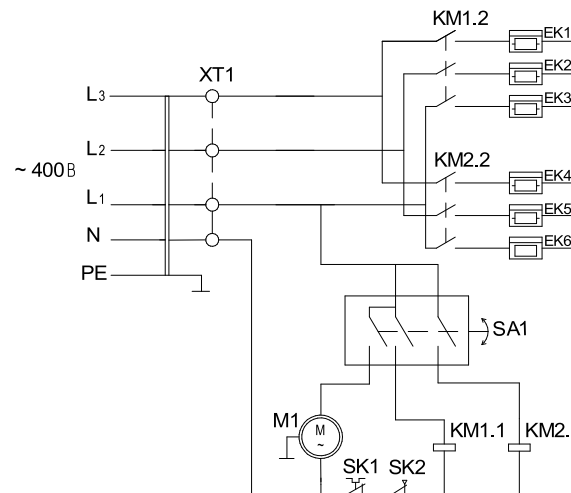 KM1.2
EK1
EK2
XT1
L3
EK3
L2
~ 400В
KM2.2
EK4
L1
EK5
N
EK6
PE
SA1
M1
M
~
KM1.1
KM2.
SK1
SK2